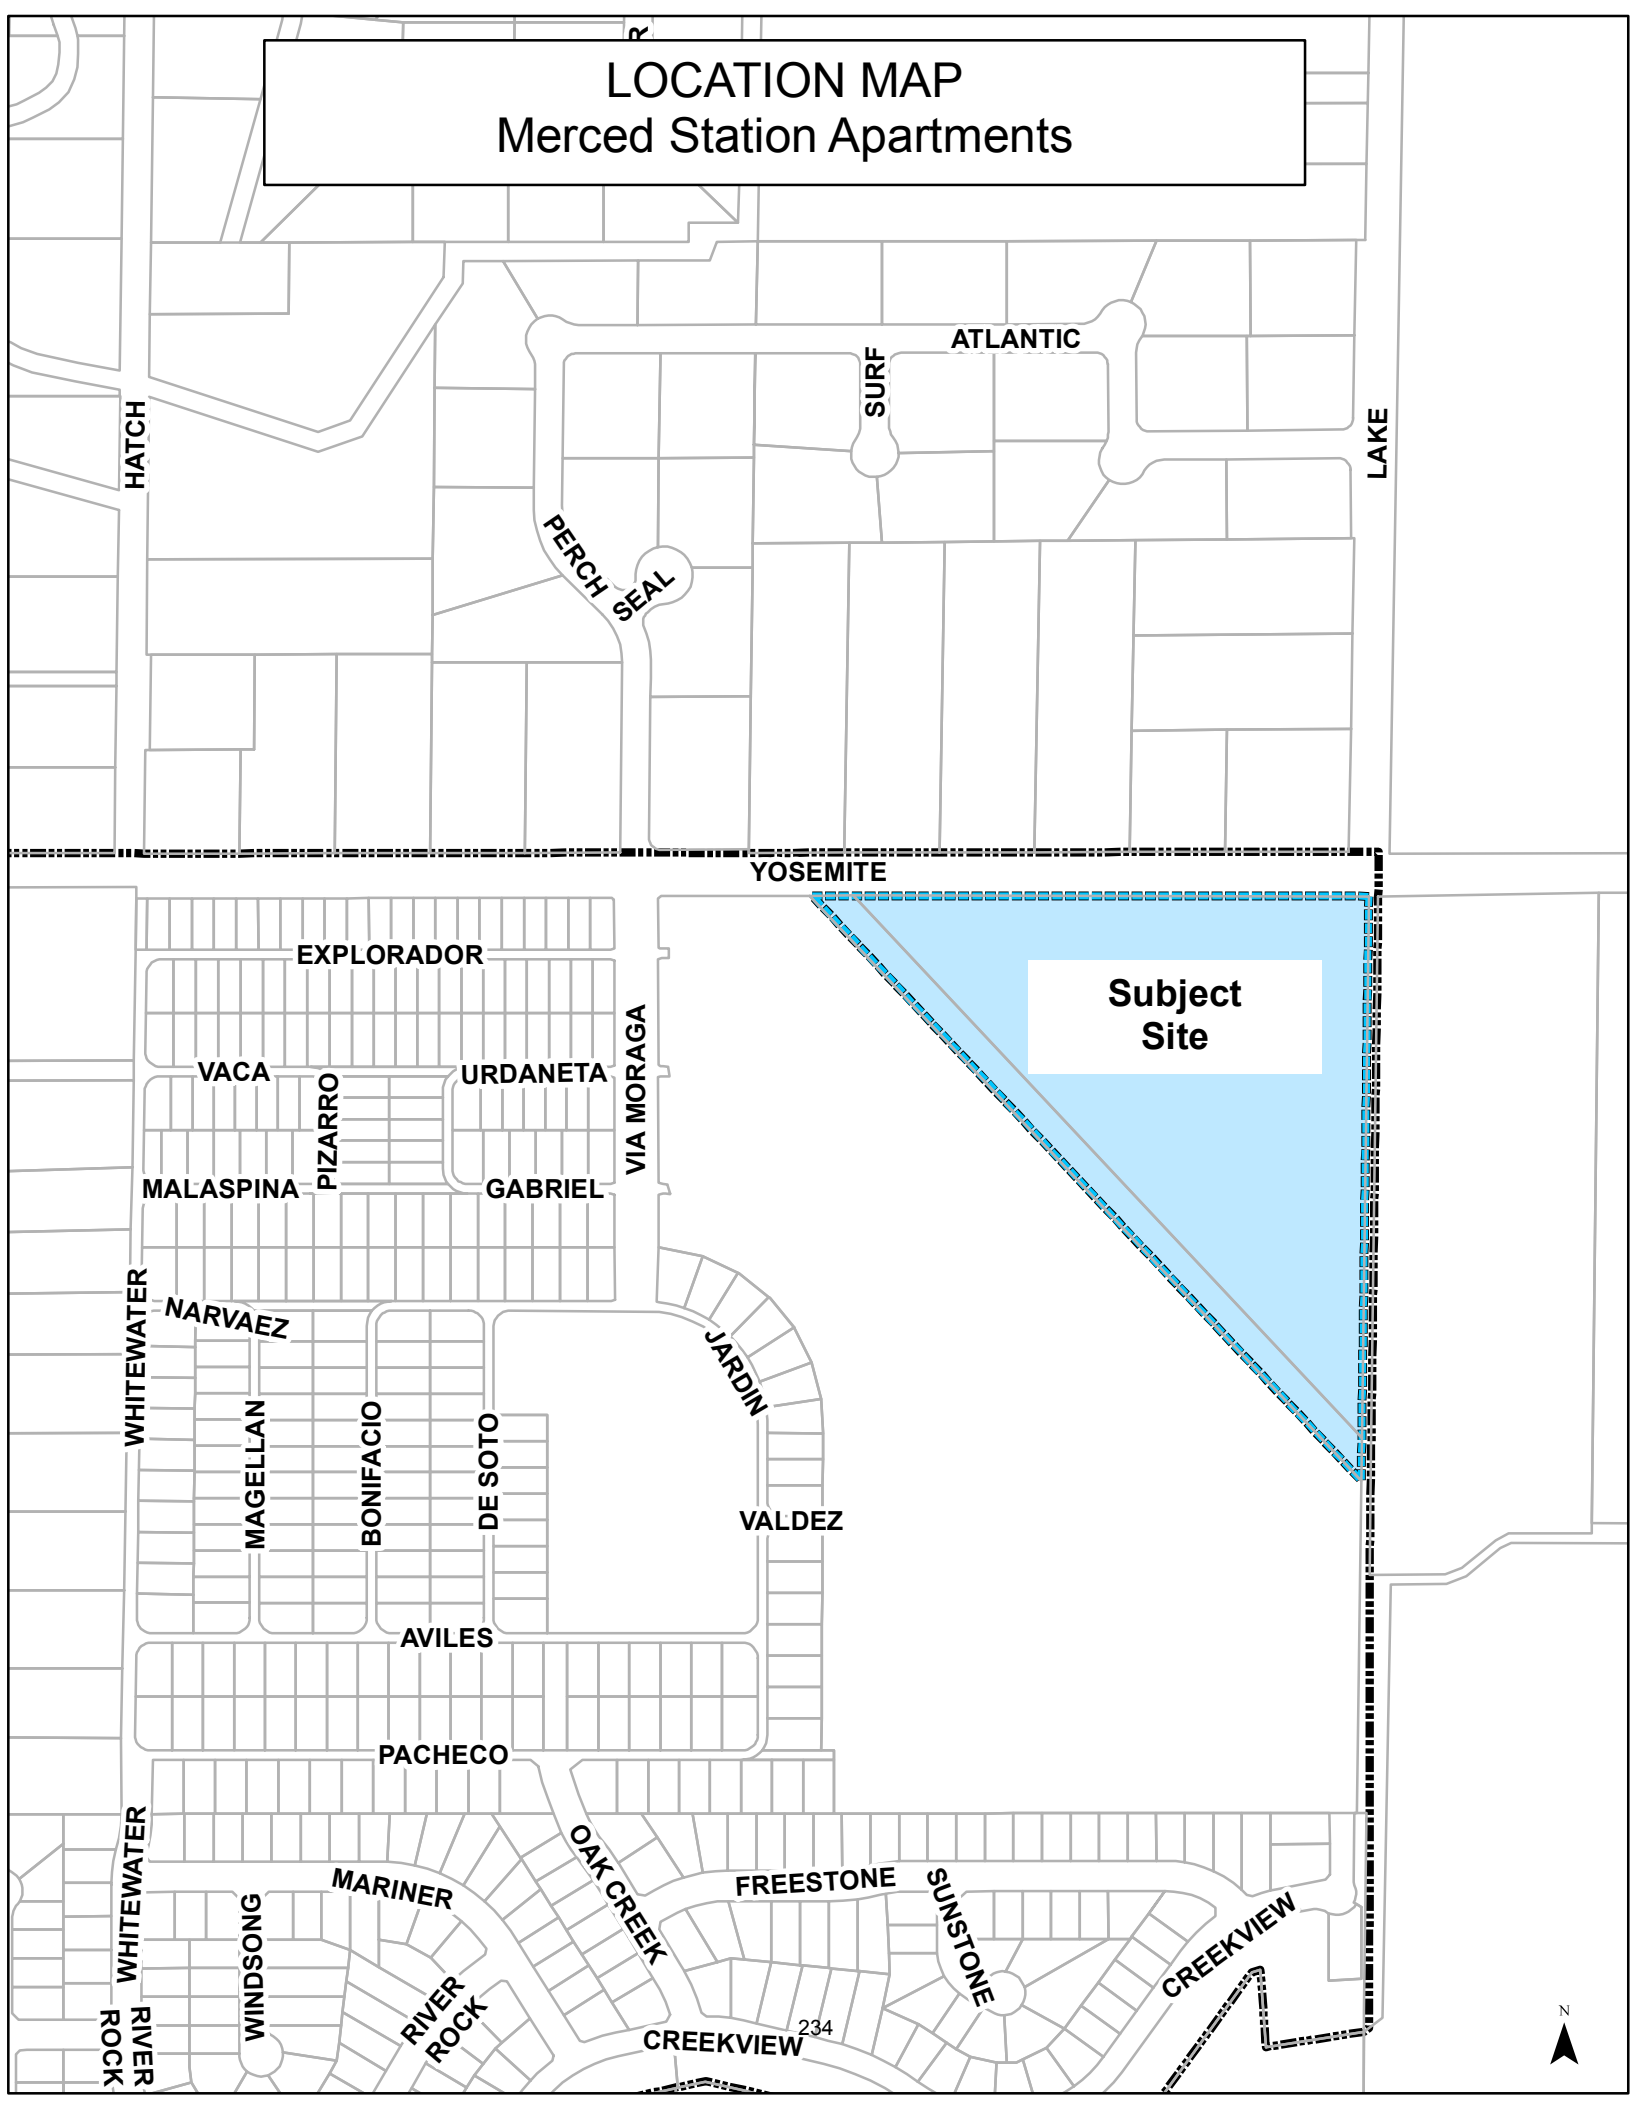 R
LOCATION MAP
Merced Station Apartments
ATLANTIC
SURF
HATCH
LAKE
PERCH
SEAL
YOSEMITE
EXPLORADOR
Subject
Site
VIA MORAGA
VACA
URDANETA
PIZARRO
MALASPINA
GABRIEL
WHITEWATER
NARVAEZ
JARDIN
MAGELLAN
BONIFACIO
DE SOTO
VALDEZ
AVILES
PACHECO
WHITEWATER
OAK CREEK
MARINER
FREESTONE
SUNSTONE
CREEKVIEW
WINDSONG
RIVER
ROCK
RIVER
ROCK
CREEKVIEW
234
N